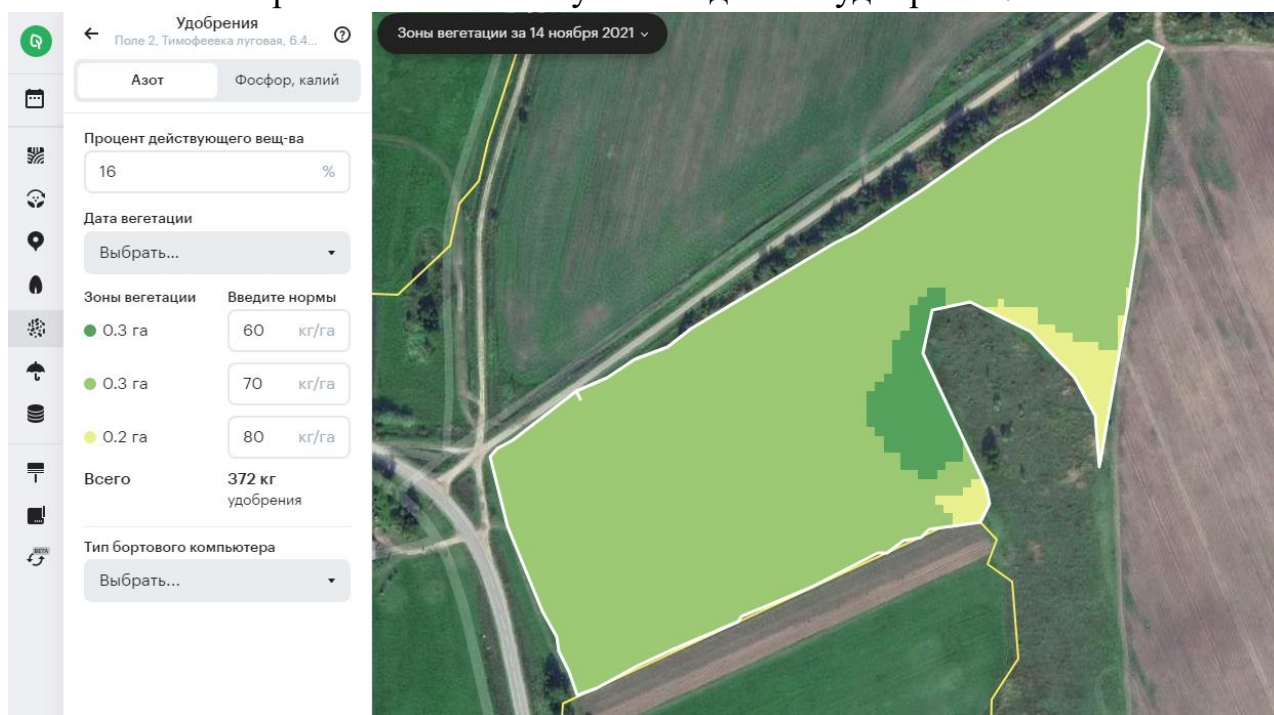 Удобрения
Поле 2, Тимофеевка луговая, 6.4...
Азот
Фосфор, калий
Процент действующего вещ-ва
16 %
Дата вегетации
Выбрать...
Зоны вегетации Введите нормы
0.3 га 60 кг/га
0.3 га 70 кг/га
0.2 га 80 кг/га
Всего 372 кг
удобрения
Тип бортового компьютера
Выбрать...
BETA
Зоны вегетации за 14 ноября 2021